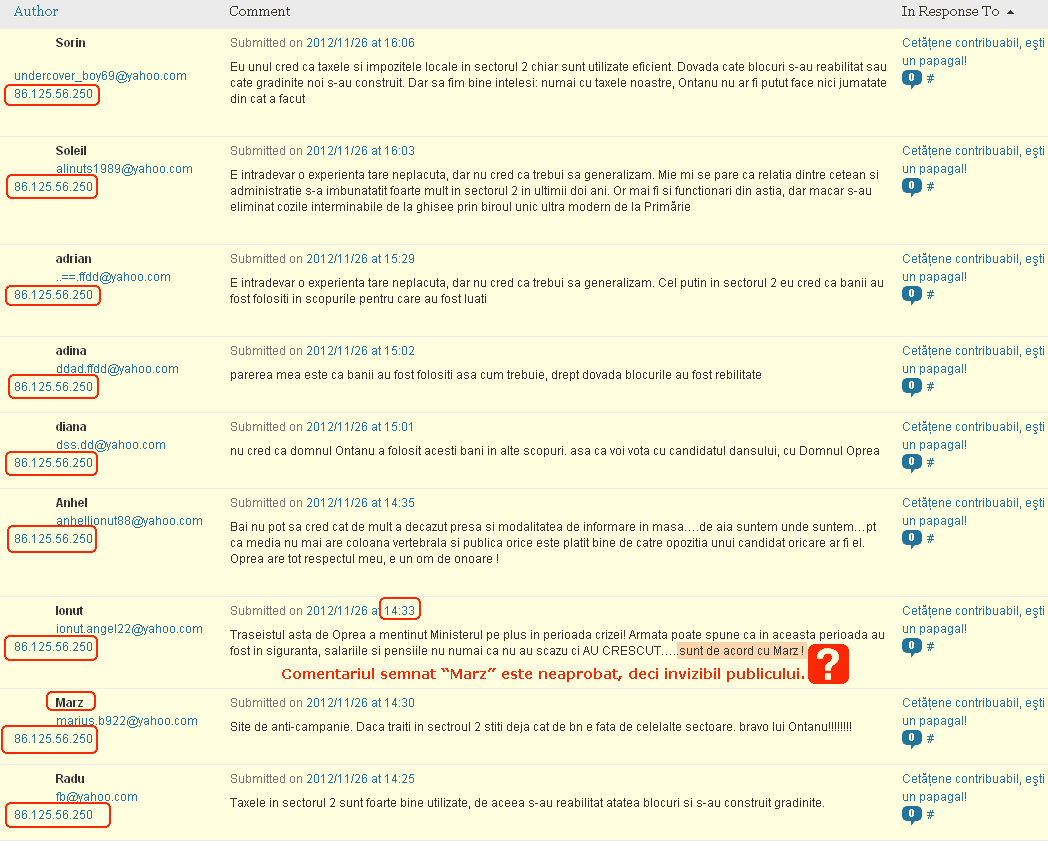 Author Comment In Response To
Sorin
undercover_boy69@yahoo.com
86.125.56.250
Submitted on 2012/11/26 at 16:06
Eu unul cred ca taxele si impozitele locale in sectorul 2 chiar sunt utilizate eficient. Dovada cate blocuri s-au reabilitat sau
cate gradinite noi s-au construit. Dar sa fim bine intelesi: numai cu taxele noastre, Ontanu nu ar fi putut face nici jumatate
din cat a facut
Cetățene contribuabil, ești
un papagal!
0 #
Soleil
alinuts1989@yahoo.com
86.125.56.250
Submitted on 2012/11/26 at 16:03
E intradevar o experienta tare neplacuta, dar nu cred ca trebui sa generalizam. Mie mi se pare ca relatia dintre cetean si
administratie s-a imbunatatit foarte mult in sectorul 2 in ultimii doi ani. Or mai fi si functionari din astia, dar macar s-au
eliminat cozile interminabile de la ghisee prin biroul unic ultra modern de la Primărie
Cetățene contribuabil, ești
un papagal!
0 #
adrian
..==.ffdd@yahoo.com
86.125.56.250
Submitted on 2012/11/26 at 15:29
E intradevar o experienta tare neplacuta, dar nu cred ca trebui sa generalizam. Cel putin in sectorul 2 eu cred ca banii au
fost folositi in scopurile pentru care au fost luati
Cetățene contribuabil, ești
un papagal!
0 #
adina
ddad.ffdd@yahoo.com
86.125.56.250
Submitted on 2012/11/26 at 15:02
parerea mea este ca banii au fost folositi asa cum trebuie, drept dovada blocurile au fost rebilitate
Cetățene contribuabil, ești
un papagal!
0 #
diana
dss.dd@yahoo.com
86.125.56.250
Submitted on 2012/11/26 at 15:01
nu cred ca domnul Ontanu a folosit acesti bani in alte scopuri. asa ca voi vota cu candidatul dansului, cu Domnul Oprea
Cetățene contribuabil, ești
un papagal!
0 #
Anhel
anhellionut88@yahoo.com
86.125.56.250
Submitted on 2012/11/26 at 14:35
Bai nu pot sa cred cat de mult a decazut presa si modalitatea de informare in masa....de aia suntem unde suntem...pt
ca media nu mai are coloana vertebrala si publica orice este platit bine de catre opozitia unui candidat oricare ar fi el.
Oprea are tot respectul meu, e un om de onoare !
Cetățene contribuabil, ești
un papagal!
0 #
Ionut
ionut.angel22@yahoo.com
86.125.56.250
Submitted on 2012/11/26 at 14:33
Traseistul asta de Oprea a mentinut Ministerul pe plus in perioada crizei! Armata poate spune ca in aceasta perioada au
fost in siguranta, salariile si pensiile nu numai ca nu au scazu ci AU CRESCUT.....sunt de acord cu Marz !
?
Comentariul semnat “Marz” este neaprobat, deci invizibil publicului.
Cetățene contribuabil, ești
un papagal!
0 #
Marz
marius.b922@yahoo.com
86.125.56.250
Submitted on 2012/11/26 at 14:30
Site de anti-campanie. Daca traiti in sectroul 2 stiti deja cat de bn e fata de celelalte sectoare. bravo lui Ontanu!!!!!!!!
Cetățene contribuabil, ești
un papagal!
0 #
Radu
fb@yahoo.com
86.125.56.250
Submitted on 2012/11/26 at 14:25
Taxele in sectorul 2 sunt foarte bine utilizate, de aceea s-au reabilitat atatea blocuri si s-au construit gradinite.
Cetățene contribuabil, ești
un papagal!
0 #